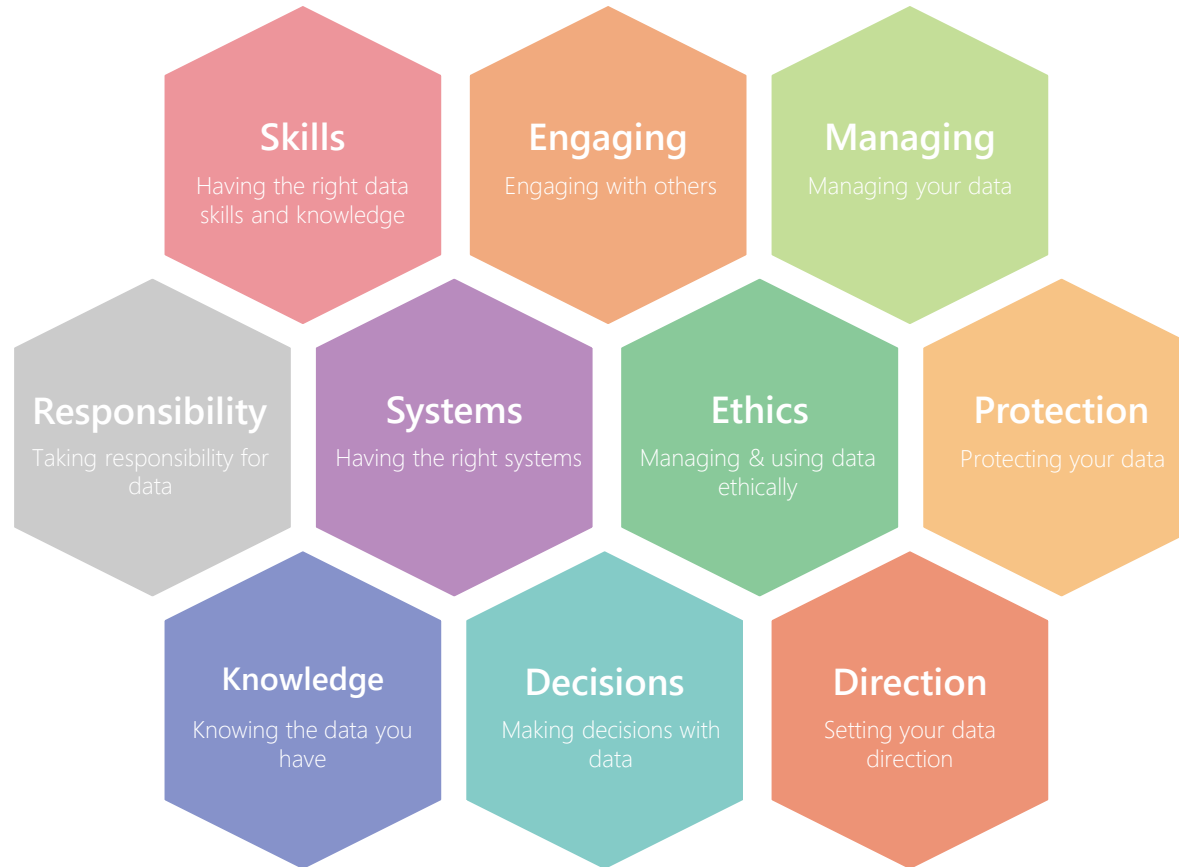 Skills
Having the right data
skills and knowledge
Engaging
Engaging with others
Managing
Managing your data
Responsibility
Taking responsibility for
data
Systems
Having the right systems
Ethics
Managing & using data
ethically
Protection
Protecting your data
Knowledge
Knowing the data you
have
Decisions
Making decisions with
data
Direction
Setting your data
direction